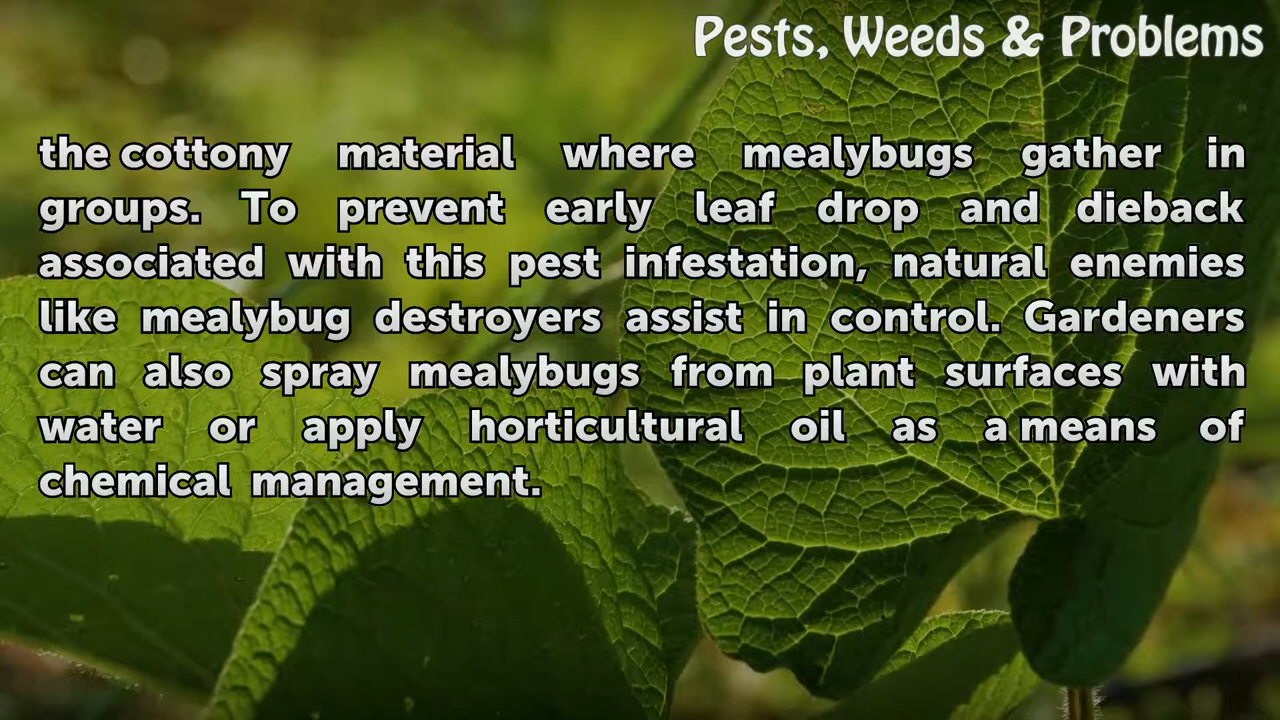 Pests, Weeds & Problems
the cottony material where mealybugs gather in
groups. To prevent early leaf drop and dieback
associated with this pest infestation, natural enemies
like mealybug destroyers assist in control. Gardeners
can also spray mealybugs from plant surfaces with
water or apply horticultural oil as a means of
chemical management.